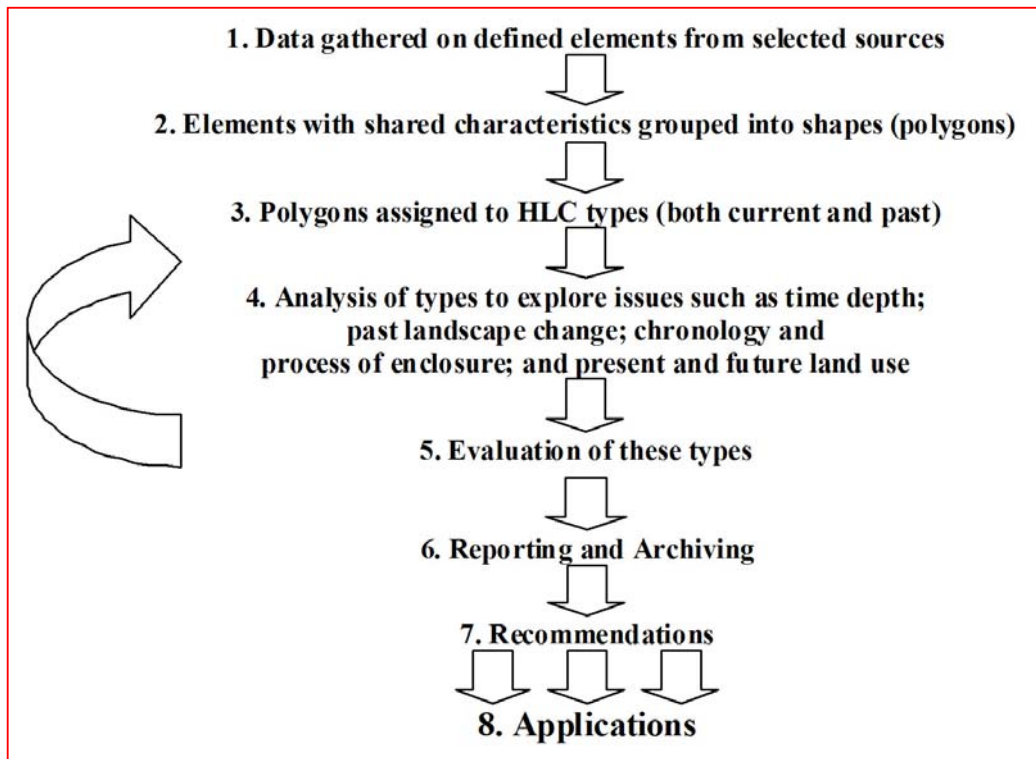 1. Data gathered on defined elements from selected sources
2. Elements with shared characteristics grouped into shapes (polygons)
3. Polygons assigned to HLC types (both current and past)
4. Analysis of types to explore issues such as time depth;
past landscape change; chronology and
process of enclosure; and present and future land use
5. Evaluation of these types
6. Reporting and Archiving
7. Recommendations
8. Applications